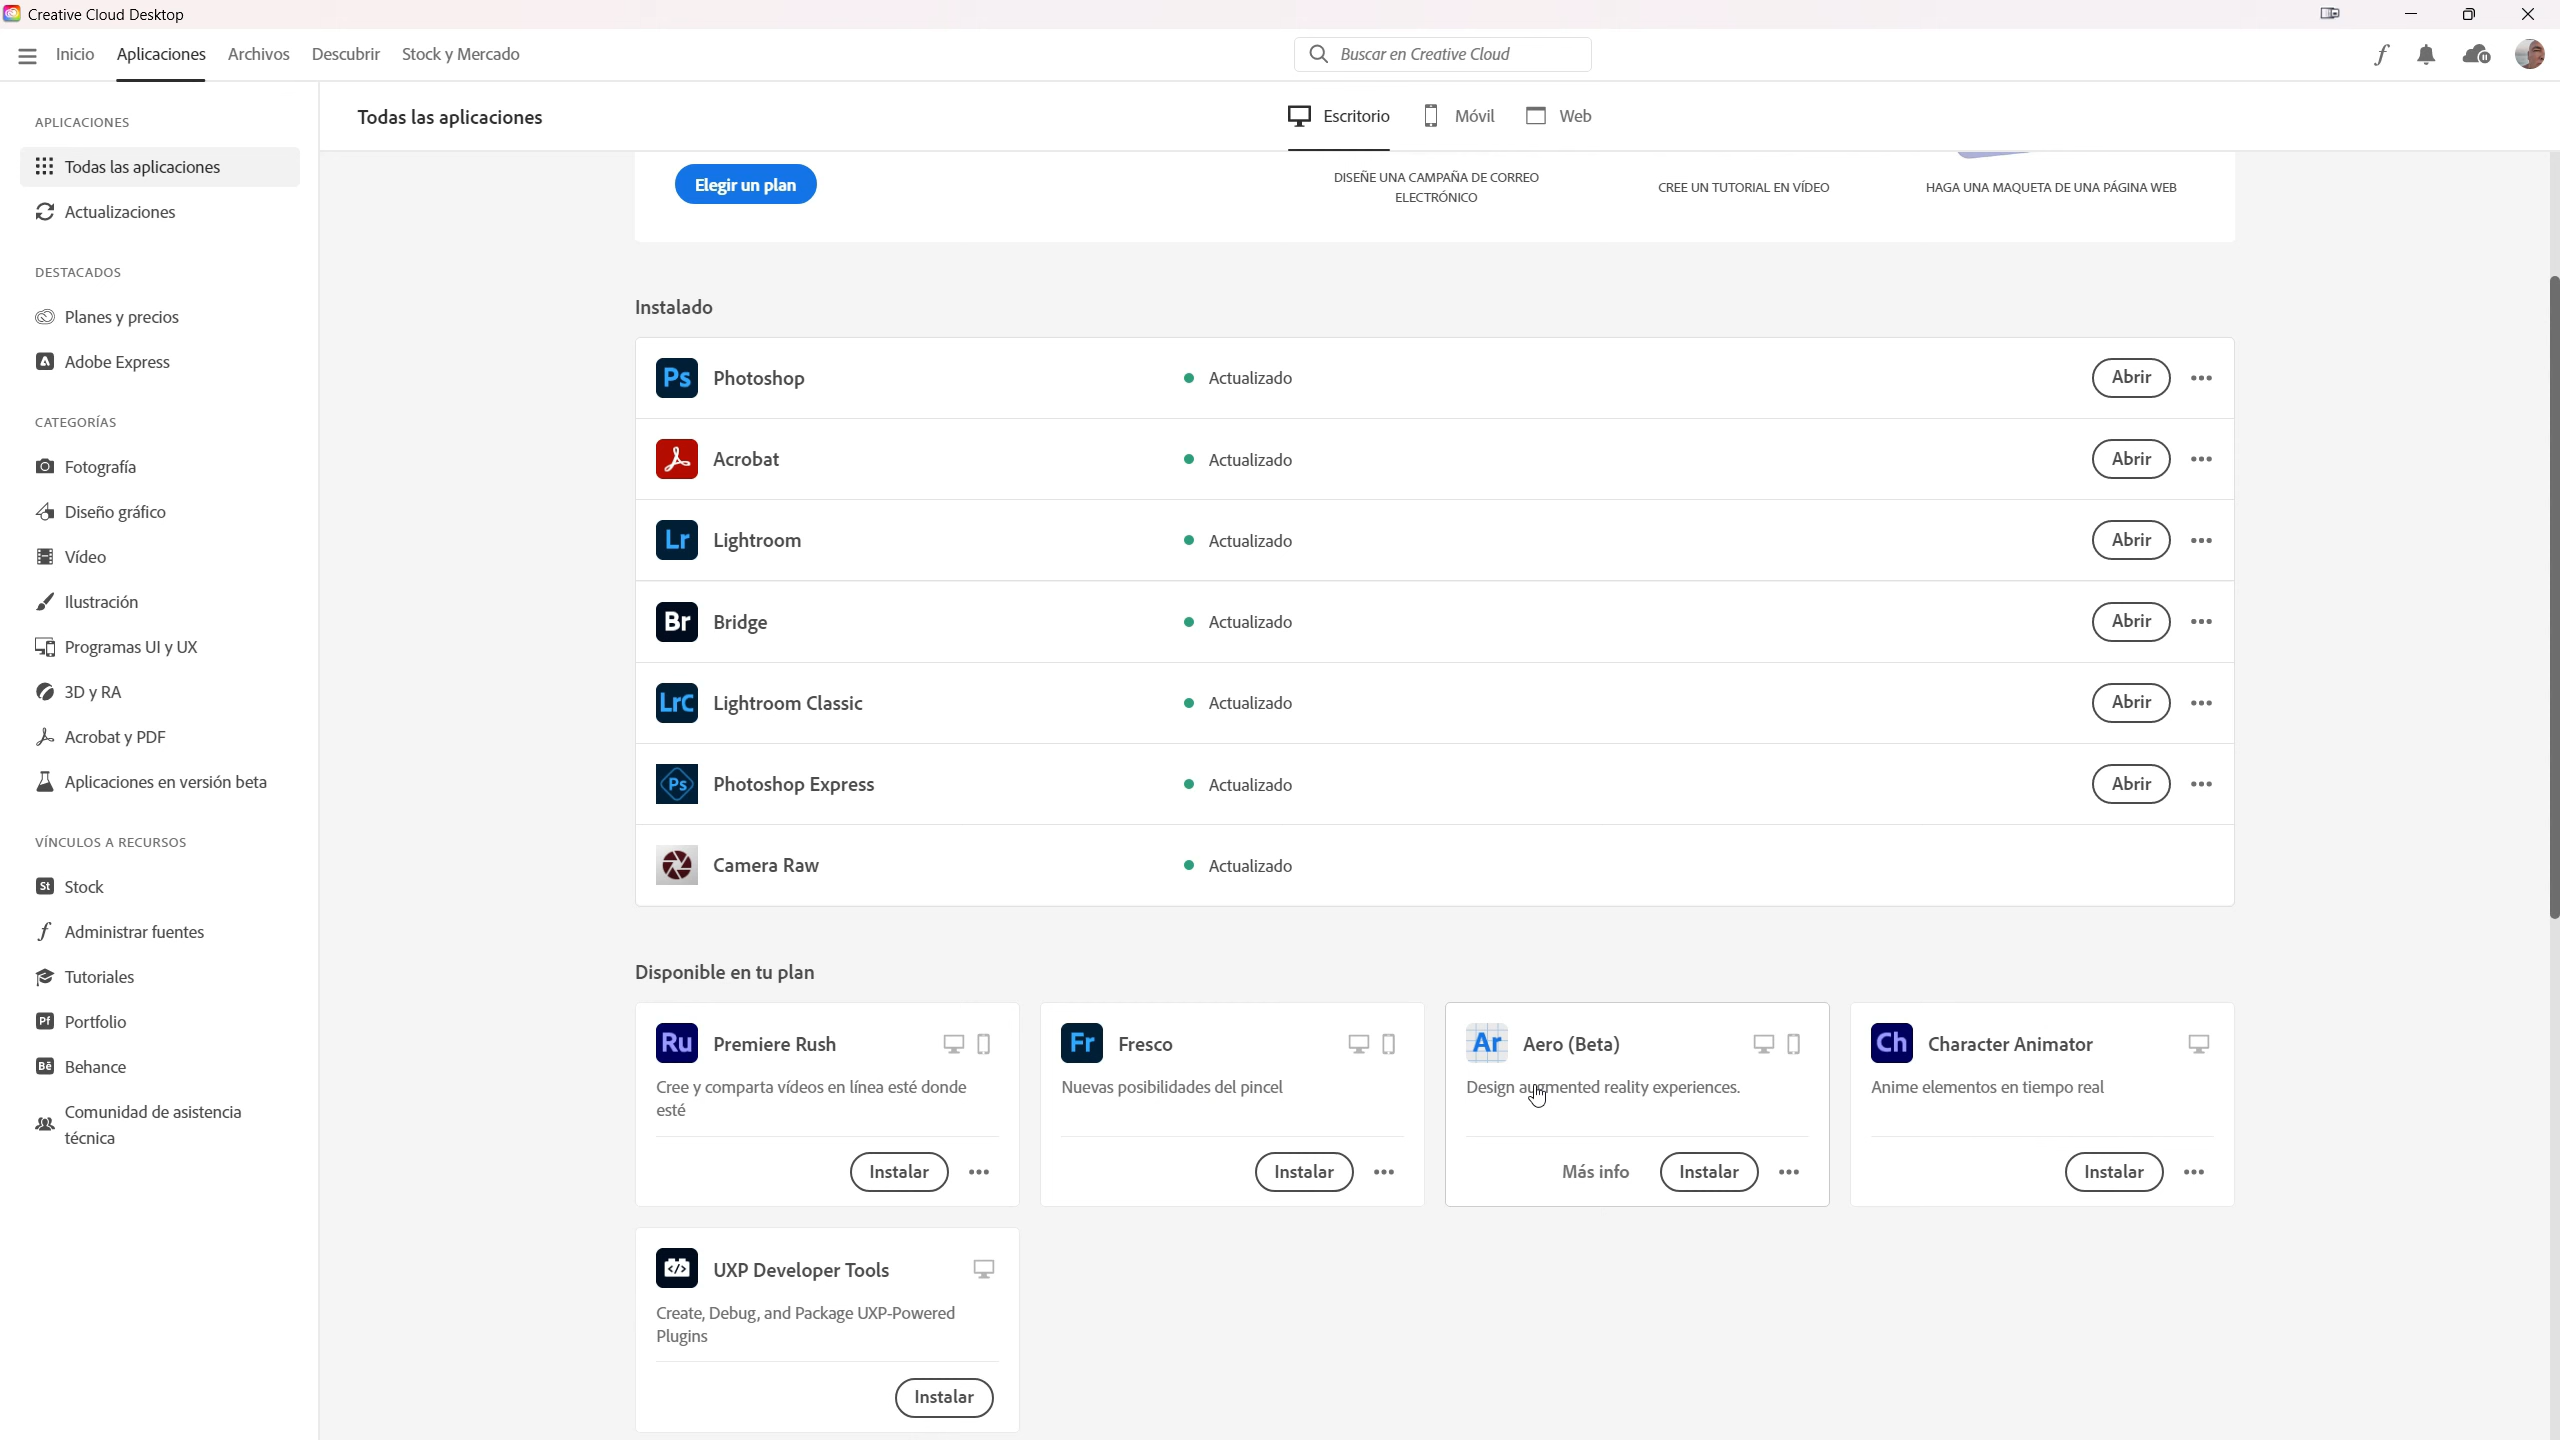 Creative Cloud Desktop
Inicio Aplicaciones Archivos Descubrir Stock y Mercado
Buscar en Creative Cloud
APLICACIONES
Todas las aplicaciones
Actualizaciones
DESTACADOS
Planes y precios
Adobe Express
CATEGORÍAS
Fotografía
Diseño gráfico
Vídeo
Ilustración
Programas UI y UX
3D y RA
Acrobat y PDF
Aplicaciones en versión beta
VÍNCULOS A RECURSOS
St Stock
Administrar fuentes
Tutoriales
Pf Portfolio
Bē Behance
Comunidad de asistencia
técnica
Todas las aplicaciones
Escritorio Móvil Web
Elegir un plan
DISEÑE UNA CAMPAÑA DE CORREO
ELECTRÓNICO
CREE UN TUTORIAL EN VÍDEO
HAGA UNA MAQUETA DE UNA PÁGINA WEB
Instalado
Ps Photoshop Actualizado Abrir
Acrobat Actualizado Abrir
Lr Lightroom Actualizado Abrir
Br Bridge Actualizado Abrir
LrC Lightroom Classic Actualizado Abrir
Ps Photoshop Express Actualizado Abrir
Camera Raw Actualizado
Disponible en tu plan
Ru Premiere Rush
Cree y comparta vídeos en línea esté donde
esté
Instalar
Fr Fresco
Nuevas posibilidades del pincel
Instalar
Ar Aero (Beta)
Design augmented reality experiences.
Más info Instalar
Ch Character Animator
Anime elementos en tiempo real
Instalar
UXP Developer Tools
Create, Debug, and Package UXP-Powered
Plugins
Instalar